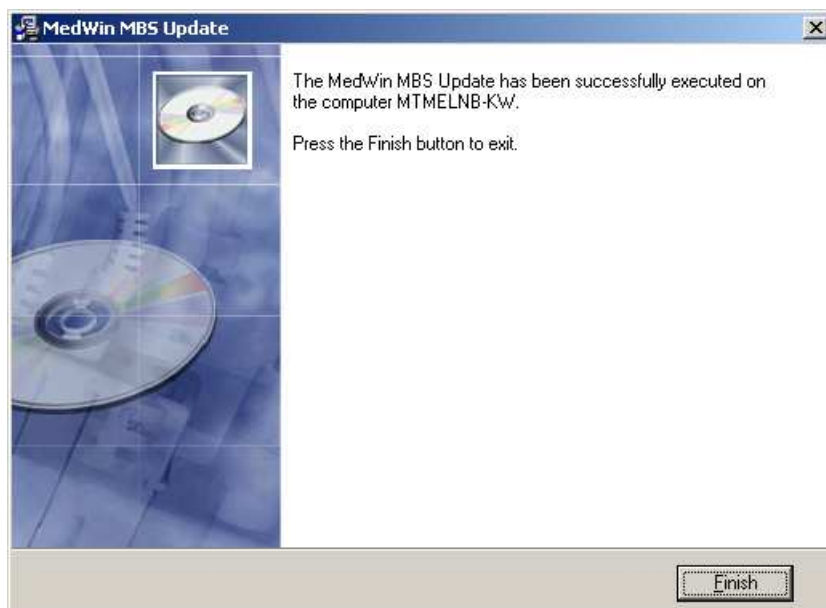 MedWin MBS Update
The MedWin MBS Update has been successfully executed on
the computer MTMELNB-KW.
Press the Finish button to exit.
Finish